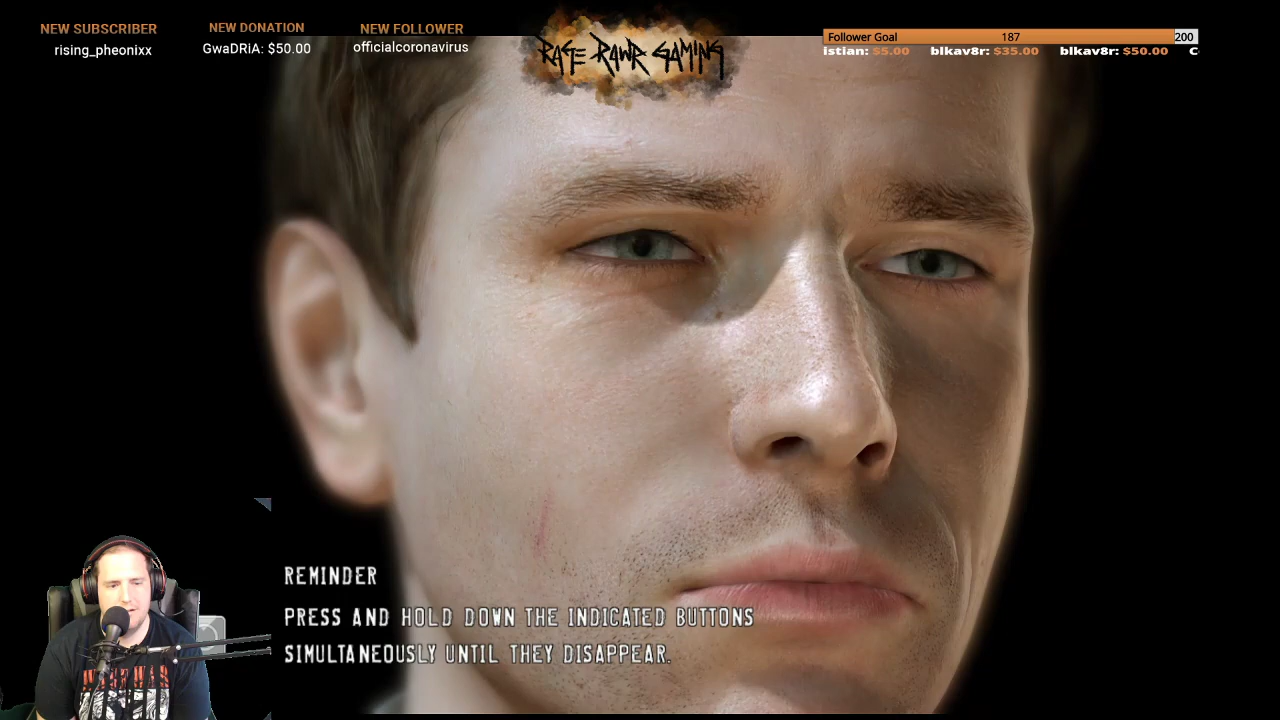 NEW SUBSCRIBER
rising_pheonixx
NEW DONATION
GwaDRiA: $50.00
NEW FOLLOWER
officialcoronavirus
RAGE RAWR GAMING
Follower Goal 187 200
istian: $5.00 blkav8r: $35.00 blkav8r: $50.00 C
REMINDER
PRESS AND HOLD DOWN THE INDICATED BUTTONS
SIMULTANEOUSLY UNTIL THEY DISAPPEAR.